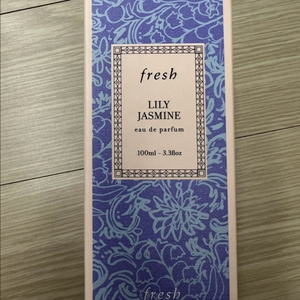 fresh
LILY
JASMINE
eau de parfum
100ml - 3.3floz
fresh